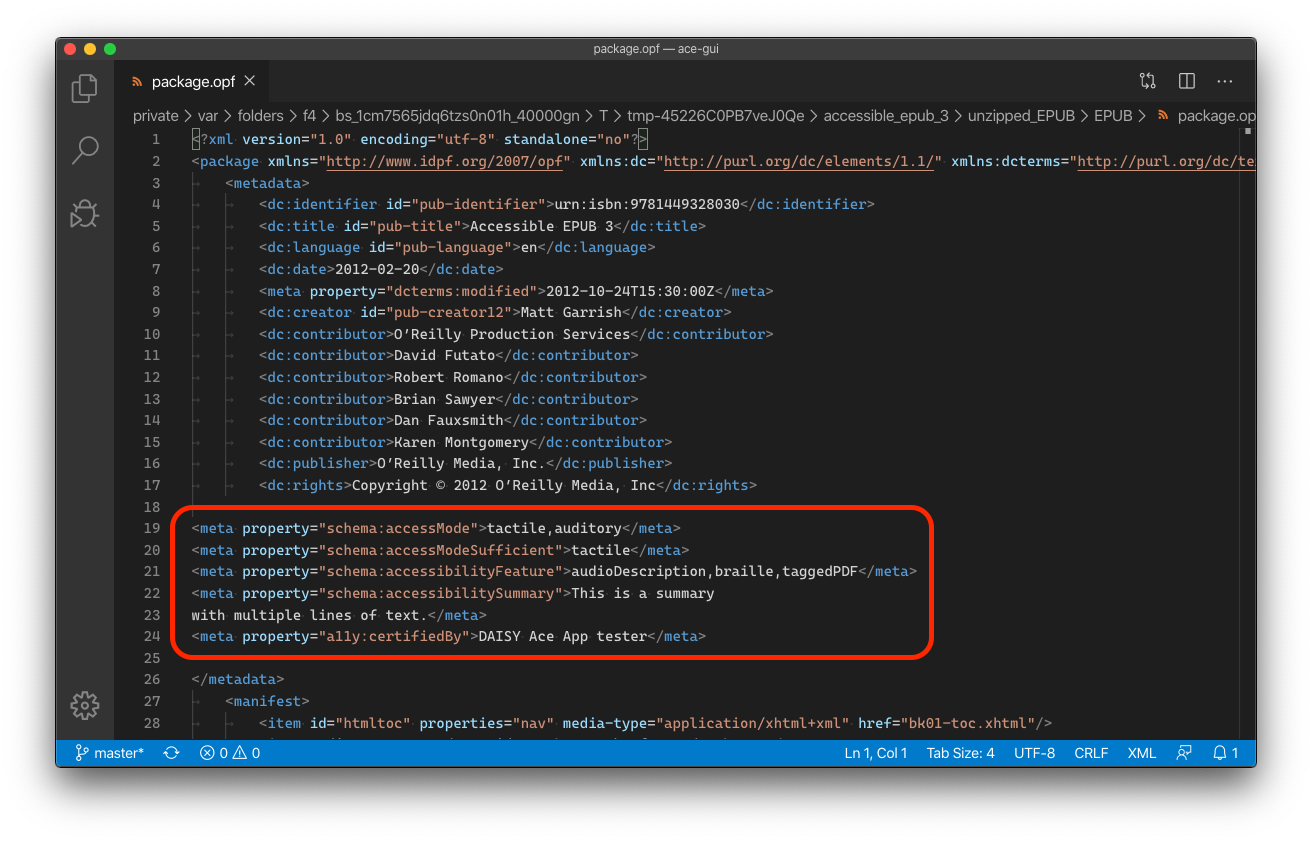 package.opf — ace-gui
package.opf
private > var > folders > f4 > bs_1cm7565jdq6tzs0n01h_40000gn > T > tmp-45226C0PB7veJ0Qe > accessible_epub_3 > unzipped_EPUB > EPUB > package.op
1 <?xml version="1.0" encoding="utf-8" standalone="no"?>
2 <package xmlns="http://www.idpf.org/2007/opf" xmlns:dc="http://purl.org/dc/elements/1.1/" xmlns:dcterms="http://purl.org/dc/te
3 <metadata>
4 <dc:identifier id="pub-identifier">urn:isbn:9781449328030</dc:identifier>
5 <dc:title id="pub-title">Accessible EPUB 3</dc:title>
6 <dc:language id="pub-language">en</dc:language>
7 <dc:date>2012-02-20</dc:date>
8 <meta property="dcterms:modified">2012-10-24T15:30:00Z</meta>
9 <dc:creator id="pub-creator12">Matt Garrish</dc:creator>
10 <dc:contributor>O’Reilly Production Services</dc:contributor>
11 <dc:contributor>David Futato</dc:contributor>
12 <dc:contributor>Robert Romano</dc:contributor>
13 <dc:contributor>Brian Sawyer</dc:contributor>
14 <dc:contributor>Dan Fauxsmith</dc:contributor>
15 <dc:contributor>Karen Montgomery</dc:contributor>
16 <dc:publisher>O’Reilly Media, Inc.</dc:publisher>
17 <dc:rights>Copyright © 2012 O’Reilly Media, Inc</dc:rights>
18
19 <meta property="schema:accessMode">tactile,auditory</meta>
20 <meta property="schema:accessModeSufficient">tactile</meta>
21 <meta property="schema:accessibilityFeature">audioDescription,braille,taggedPDF</meta>
22 <meta property="schema:accessibilitySummary">This is a summary
23 with multiple lines of text.</meta>
24 <meta property="a11y:certifiedBy">DAISY Ace App tester</meta>
25
26 </metadata>
27 <manifest>
28 <item id="htmltoc" properties="nav" media-type="application/xhtml+xml" href="bk01-toc.xhtml"/>
master* 0 0 Ln 1, Col 1 Tab Size: 4 UTF-8 CRLF XML 1